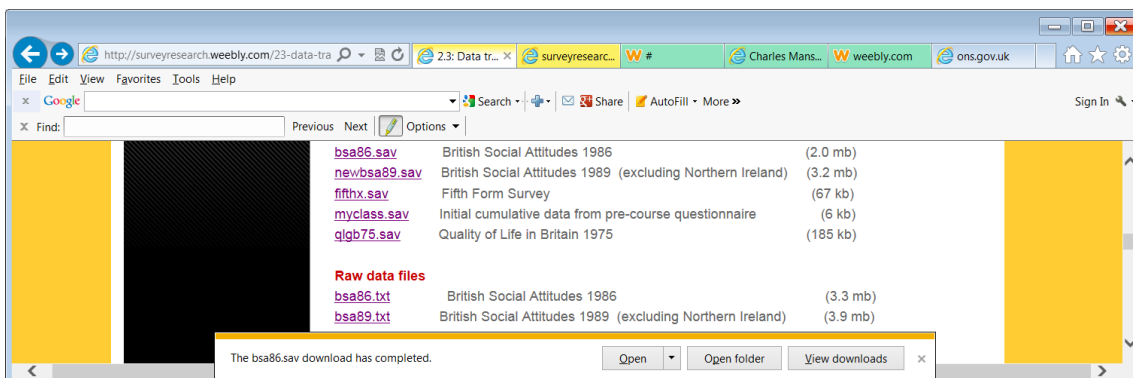 http://surveyresearch.weebly.com/23-data-tra 2.3: Data tr... × surveyresearc... W # Charles Mans... W weebly.com ons.gov.uk
File Edit View Favorites Tools Help
x Google Search Share AutoFill More »» Sign In
x Find: Previous Next Options
bsa86.sav British Social Attitudes 1986 (2.0 mb)
newbsa89.sav British Social Attitudes 1989 (excluding Northern Ireland) (3.2 mb)
fifthx.sav Fifth Form Survey (67 kb)
myclass.sav Initial cumulative data from pre-course questionnaire (6 kb)
qlgb75.sav Quality of Life in Britain 1975 (185 kb)
Raw data files
bsa86.txt British Social Attitudes 1986 (3.3 mb)
bsa89.txt British Social Attitudes 1989 (excluding Northern Ireland) (3.9 mb)
The bsa86.sav download has completed. Open Open folder View downloads ×